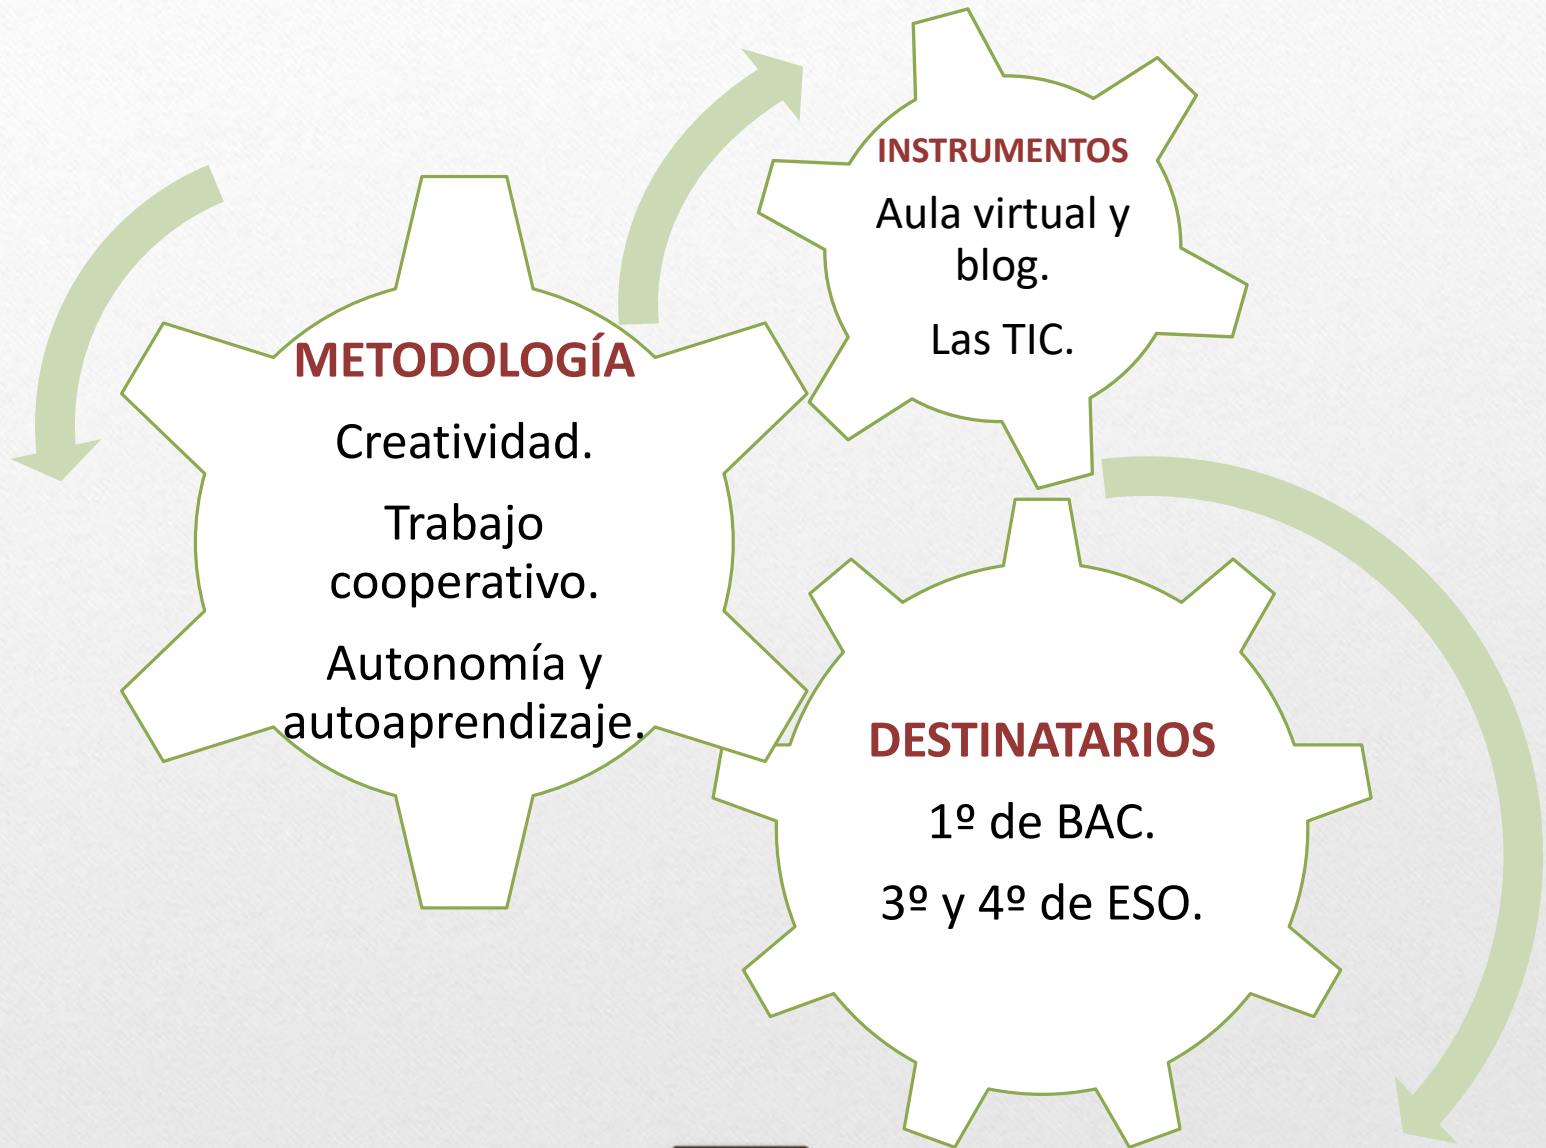 INSTRUMENTOS
Aula virtual y
blog.
Las TIC.
METODOLOGÍA
Creatividad.
Trabajo
cooperativo.
Autonomía y
autoaprendizaje.
DESTINATARIOS
1º de BAC.
3º y 4º de ESO.